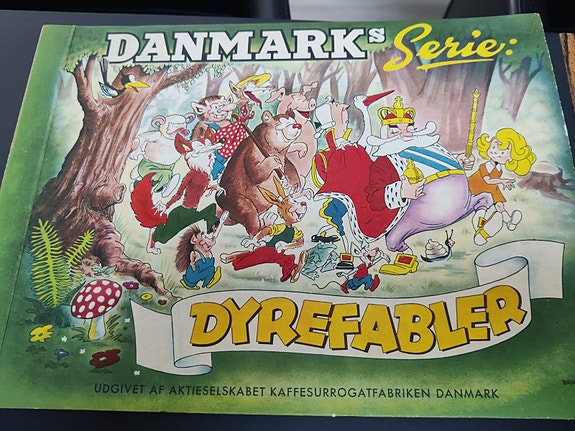 DANMARKS Serie:
DYREFABLER
UDGIVET AF AKTIESELSKABET KAFFESURROGATFABRIKEN DANMARK